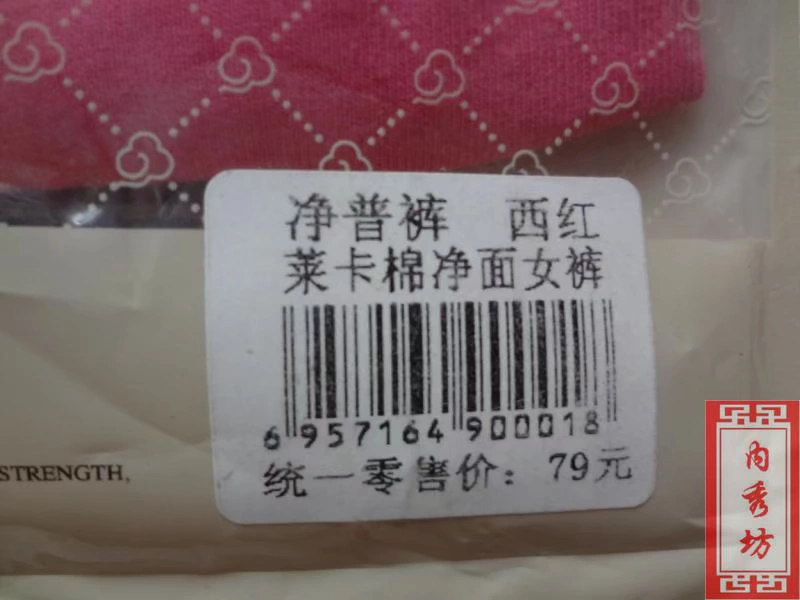 净普裤 西红
莱卡棉净面女裤
6 957164 900018
统一零售价：79元
STRENGTH,
内秀坊